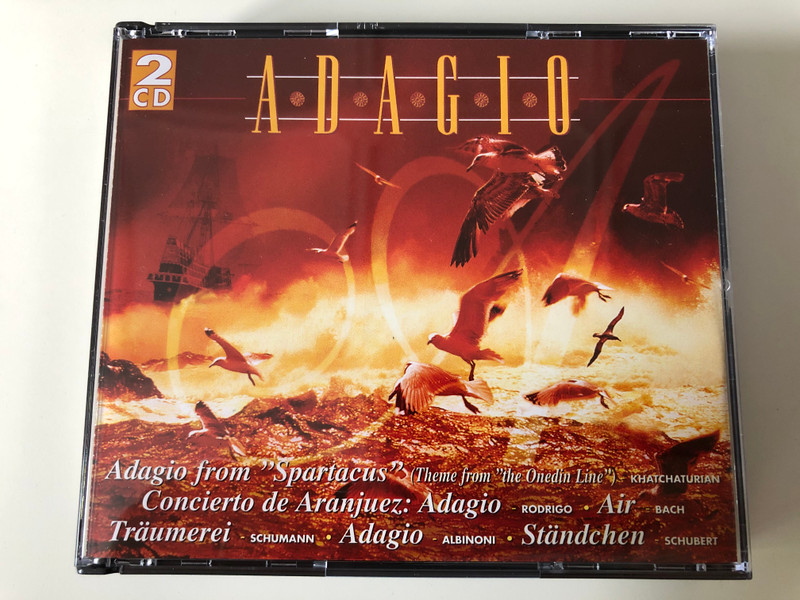 2
CD
ADAGIO
Adagio from "Spartacus" (Theme from "the Onedin Line") - KHATCHATURIAN
Concierto de Aranjuez: Adagio - RODRIGO • Air - BACH
Träumerei - SCHUMANN • Adagio - ALBINONI • Ständchen - SCHUBERT